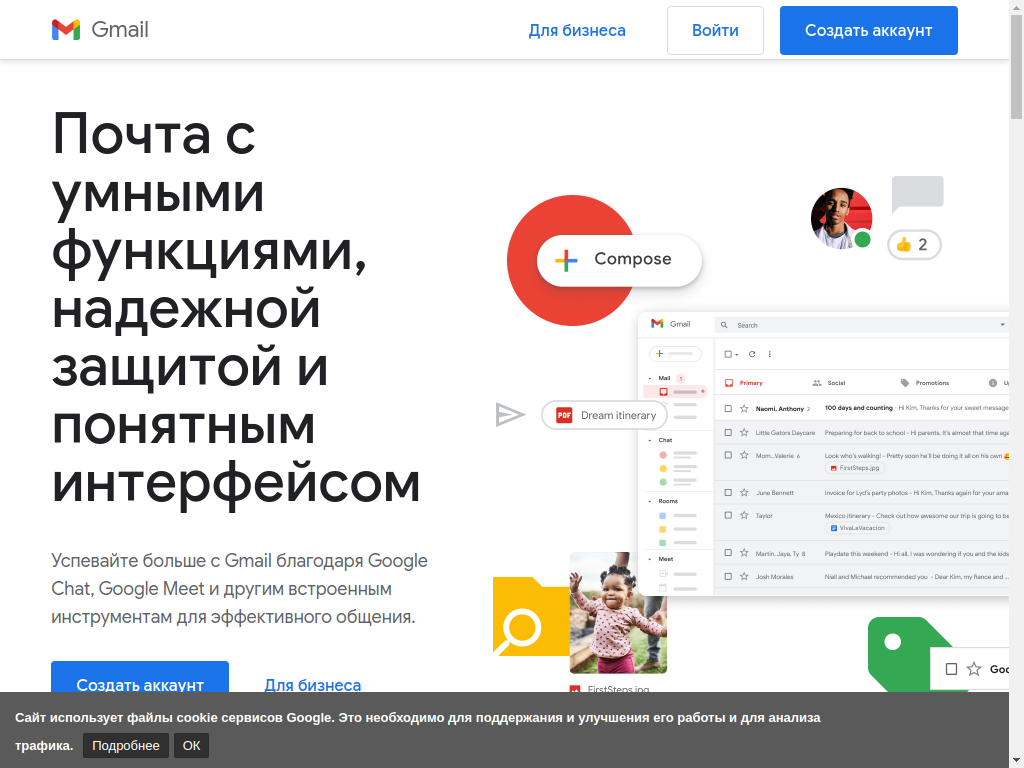 Gmail
Для бизнеса
Войти
Создать аккаунт
Почта с
умными
функциями,
надежной
защитой и
понятным
интерфейсом
Успевайте больше с Gmail благодаря Google
Chat, Google Meet и другим встроенным
инструментам для эффективного общения.
Создать аккаунт
Для бизнеса
Compose
2
Gmail
Search
Mail
Primary
Social
Promotions
Naomi, Anthony 2 100 days and counting - Hi Kim, Thanks for your sweet message
PDF Dream itinerary
Little Gators Daycare Preparing for back to school - Hi parents, It's almost that time aga
Chat
Mom...Valerie 6 Look who's walking! - Pretty soon he'll be doing it all on his own
FirstSteps.jpg
June Bennett Invoice for Lyd's party photos - Hi Kim, Thanks again for your ama
Rooms
Taylor Mexico itinerary - Check out how awesome our trip is going to be
VivaLaVacacion
Martin, Jaya, Ty 8 Playdate this weekend - Hi all, I was wondering if you and the kids
Meet
Josh Morales Niall and Michael recommended you - Dear Kim, my fiance and ...
FirstSteps.jpg
Goo
Сайт использует файлы cookie сервисов Google. Это необходимо для поддержания и улучшения его работы и для анализа
трафика. Подробнее ОК